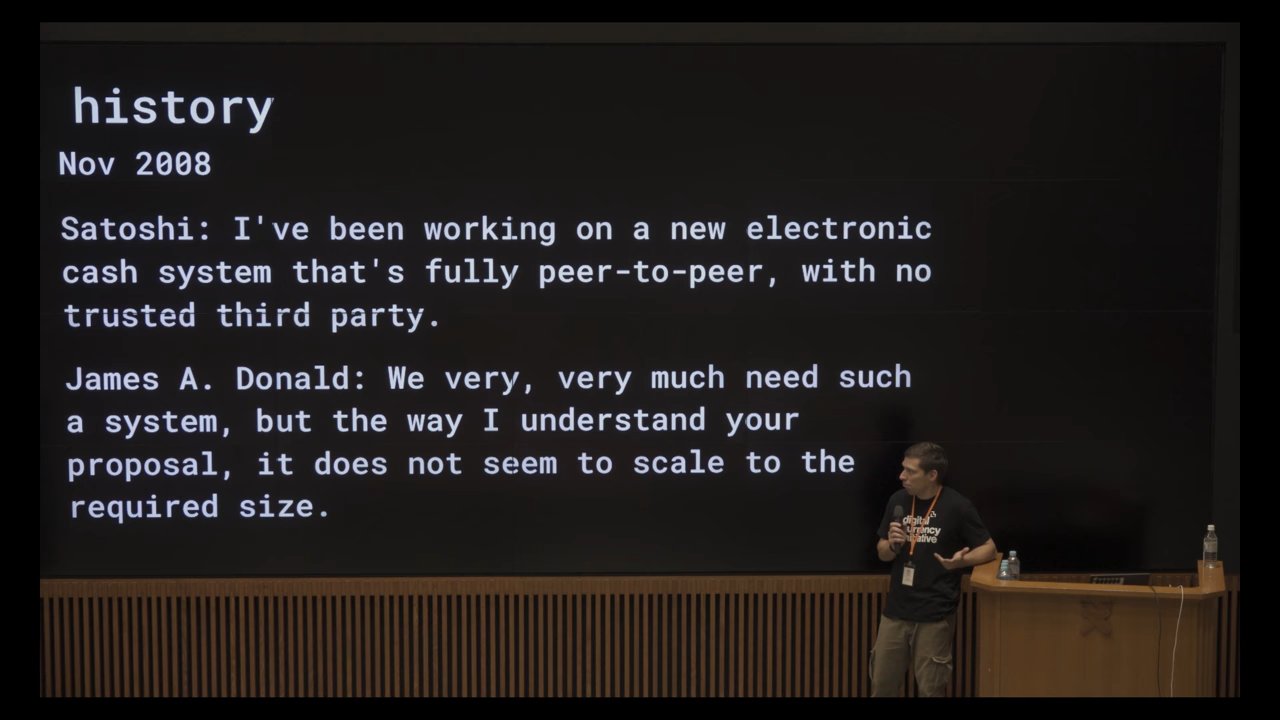 history
Nov 2008
Satoshi: I've been working on a new electronic
cash system that's fully peer-to-peer, with no
trusted third party.
James A. Donald: We very, very much need such
a system, but the way I understand your
proposal, it does not seem to scale to the
required size.
digital
currency
initiative